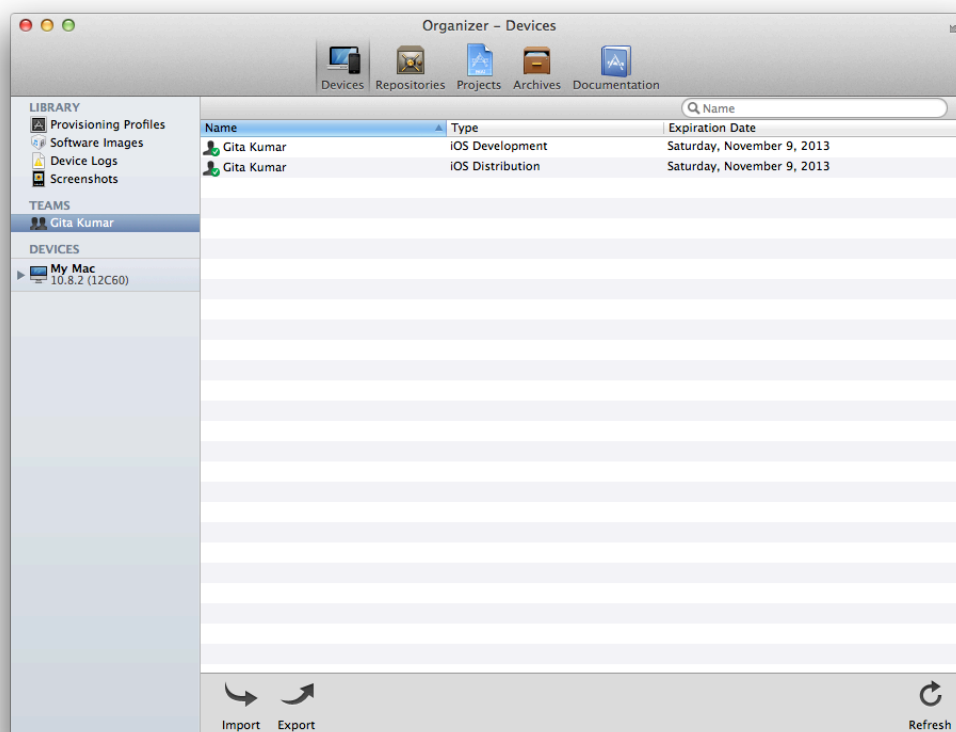 Organizer – Devices
Devices Repositories Projects Archives Documentation
LIBRARY
Provisioning Profiles
Software Images
Device Logs
Screenshots
TEAMS
Gita Kumar
DEVICES
My Mac
10.8.2 (12C60)
Name
Name Type Expiration Date
Gita Kumar iOS Development Saturday, November 9, 2013
Gita Kumar iOS Distribution Saturday, November 9, 2013
Import Export Refresh